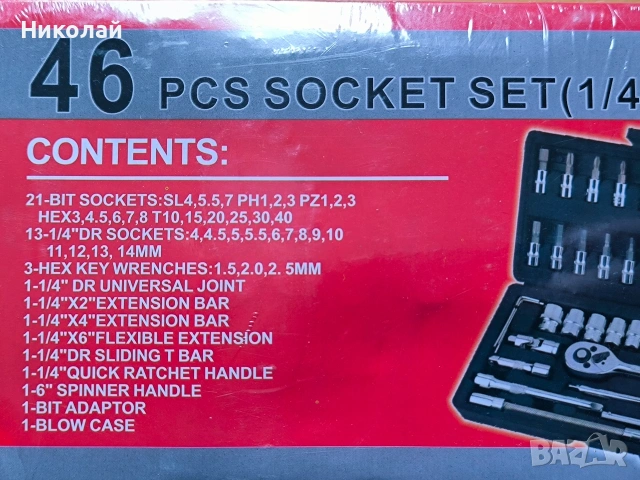 Николай
46 PCS SOCKET SET(1/4
CONTENTS:
21-BIT SOCKETS:SL4,5.5,7 PH1,2,3 PZ1,2,3
HEX3,4.5,6,7,8 T10,15,20,25,30,40
13-1/4"DR SOCKETS:4,4.5,5,5.5,6,7,8,9,10
11,12,13, 14MM
3-HEX KEY WRENCHES:1.5,2.0,2. 5MM
1-1/4" DR UNIVERSAL JOINT
1-1/4"X2"EXTENSION BAR
1-1/4"X4"EXTENSION BAR
1-1/4"X6"FLEXIBLE EXTENSION
1-1/4"DR SLIDING T BAR
1-1/4"QUICK RATCHET HANDLE
1-6" SPINNER HANDLE
1-BIT ADAPTOR
1-BLOW CASE
BAZAR